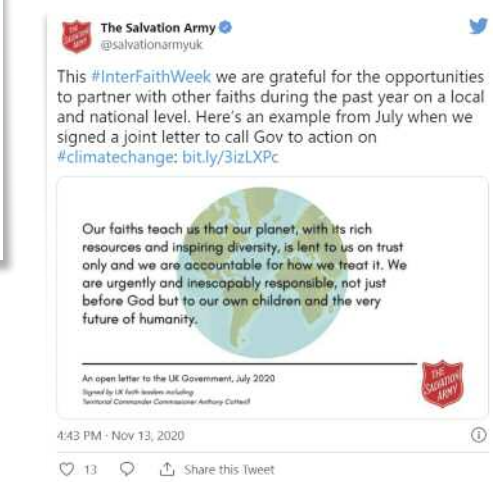 The Salvation Army
@salvationarmyuk
This #InterFaithWeek we are grateful for the opportunities
to partner with other faiths during the past year on a local
and national level. Here's an example from July when we
signed a joint letter to call Gov to action on
#climatechange: bit.ly/3izLXPc
Our faiths teach us that our planet, with its rich
resources and inspiring diversity, is lent to us on trust
only and we are accountable for how we treat it. We
are urgently and inescapably responsible, not just
before God but to our own children and the very
future of humanity.
An open letter to the UK Government, July 2020
Signed by UK faith leaders including
Territorial Commander Commissioner Anthony Cotterill
THE
SALVATION
ARMY
4:43 PM · Nov 13, 2020
13 Share this Tweet